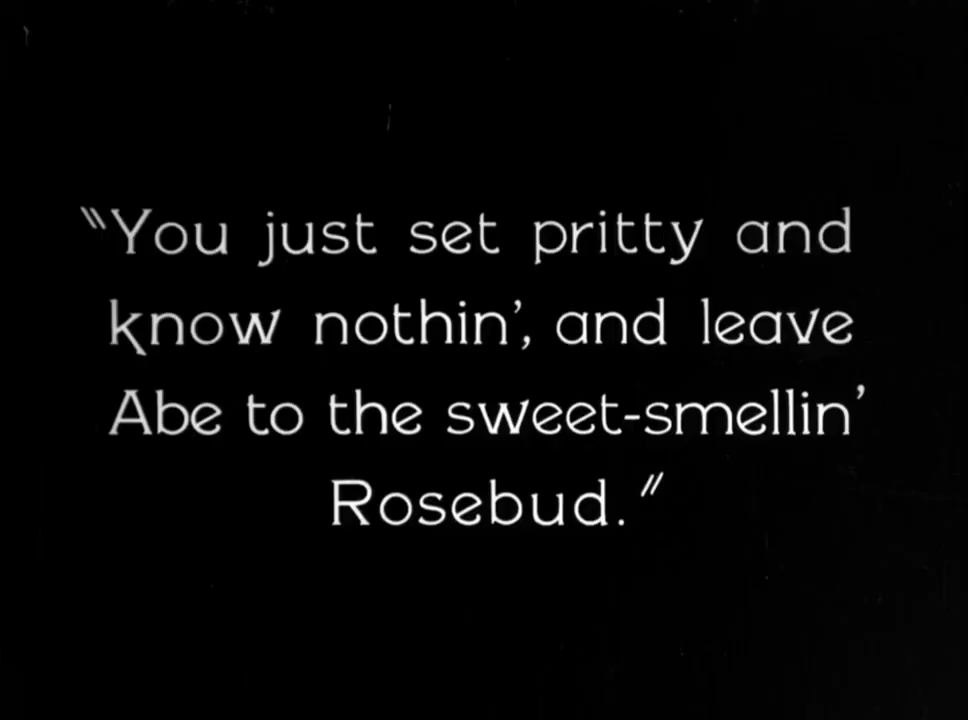 "You just set pritty and
know nothin', and leave
Abe to the sweet-smellin'
Rosebud."